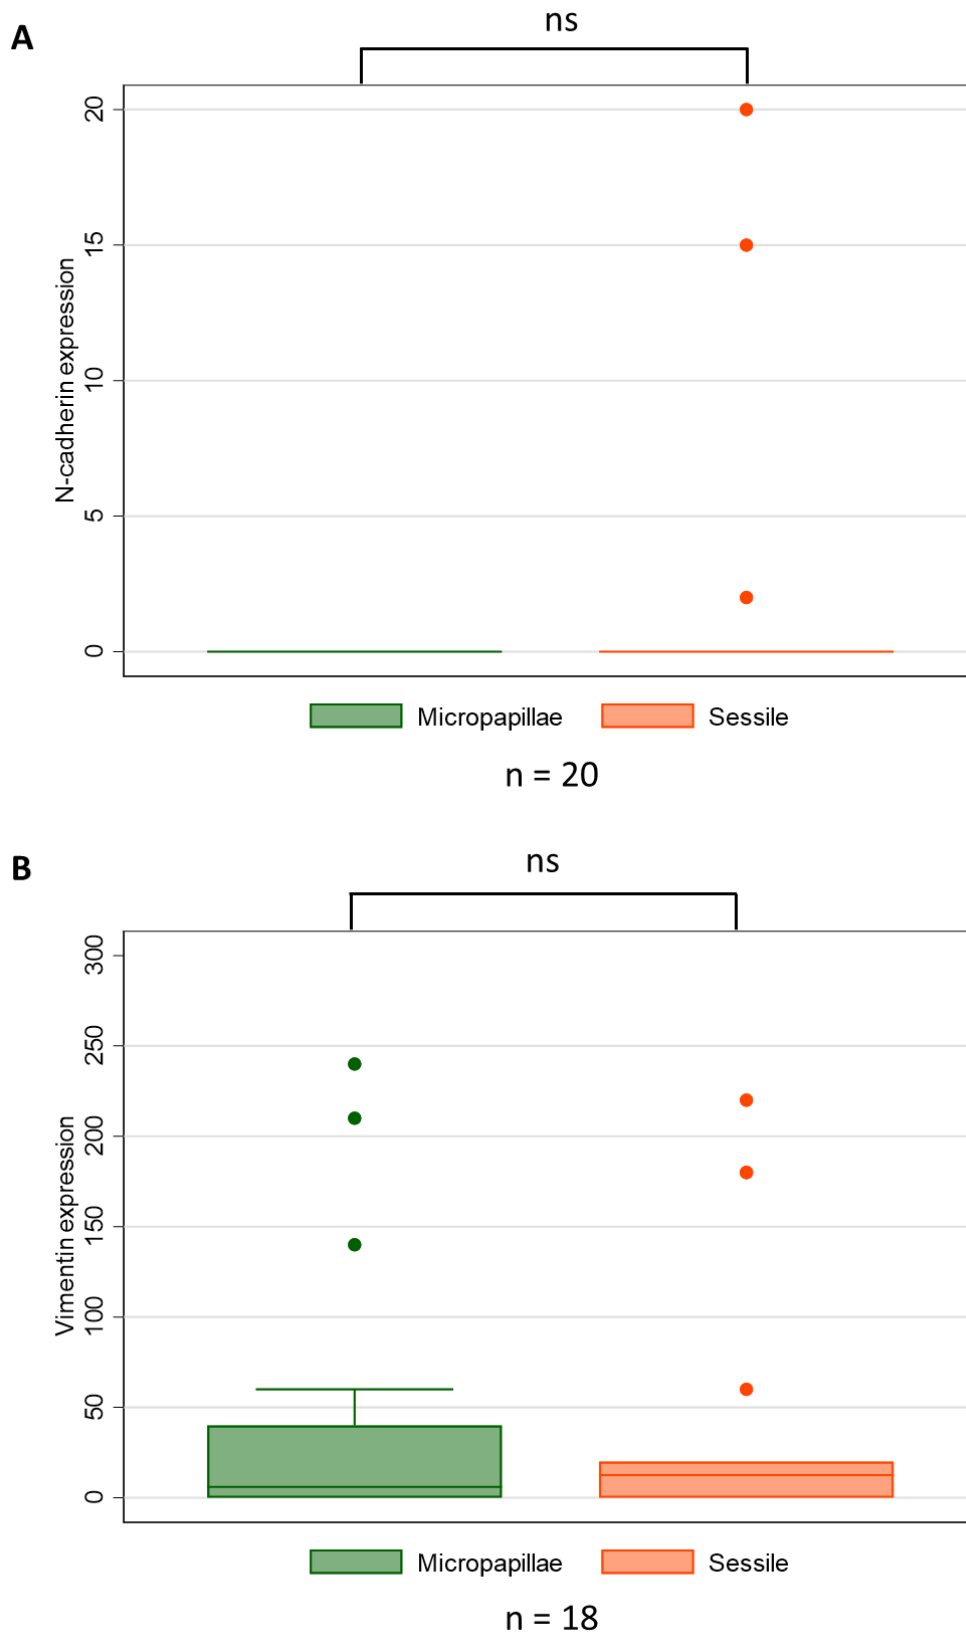 A
ns
20
15
10
5
0
N-cadherin expression
Micropapillae Sessile
n = 20
B
ns
300
250
200
150
100
50
0
Vimentin expression
Micropapillae Sessile
n = 18